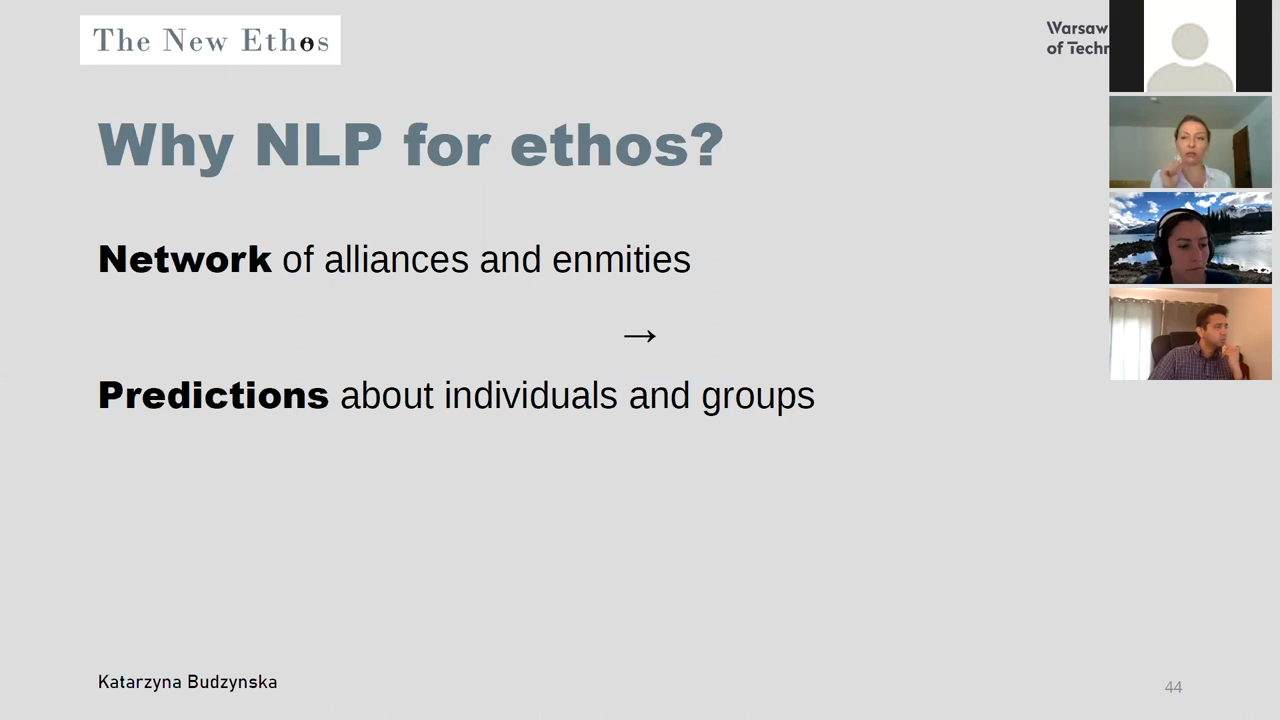 The New Ethos
Warsaw
of Techn
Why NLP for ethos?
Network of alliances and enmities
→
Predictions about individuals and groups
Katarzyna Budzynska
44